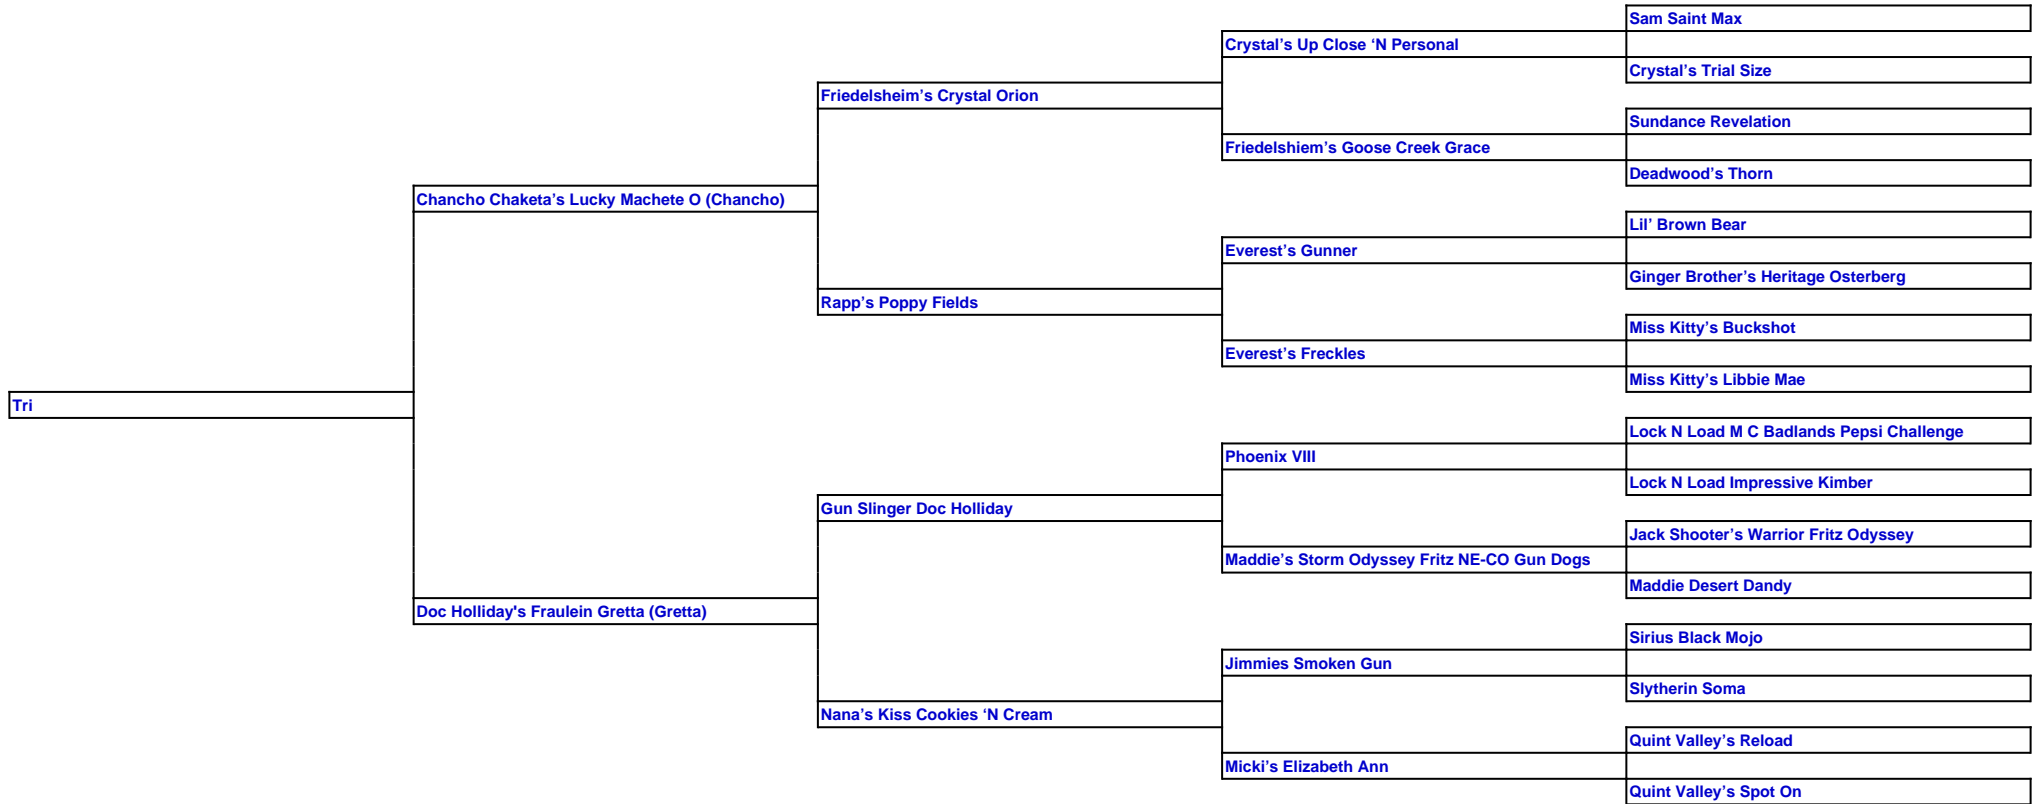 Sam Saint Max
Crystal’s Up Close ‘N Personal
Crystal’s Trial Size
Friedelsheim’s Crystal Orion
Sundance Revelation
Friedelshiem’s Goose Creek Grace
Deadwood’s Thorn
Chancho Chaketa’s Lucky Machete O (Chancho)
Lil’ Brown Bear
Everest’s Gunner
Ginger Brother’s Heritage Osterberg
Rapp’s Poppy Fields
Miss Kitty’s Buckshot
Everest’s Freckles
Miss Kitty’s Libbie Mae
Tri
Lock N Load M C Badlands Pepsi Challenge
Phoenix VIII
Lock N Load Impressive Kimber
Gun Slinger Doc Holliday
Jack Shooter’s Warrior Fritz Odyssey
Maddie’s Storm Odyssey Fritz NE-CO Gun Dogs
Maddie Desert Dandy
Doc Holliday's Fraulein Gretta (Gretta)
Sirius Black Mojo
Jimmies Smoken Gun
Slytherin Soma
Nana’s Kiss Cookies ‘N Cream
Quint Valley’s Reload
Micki’s Elizabeth Ann
Quint Valley’s Spot On